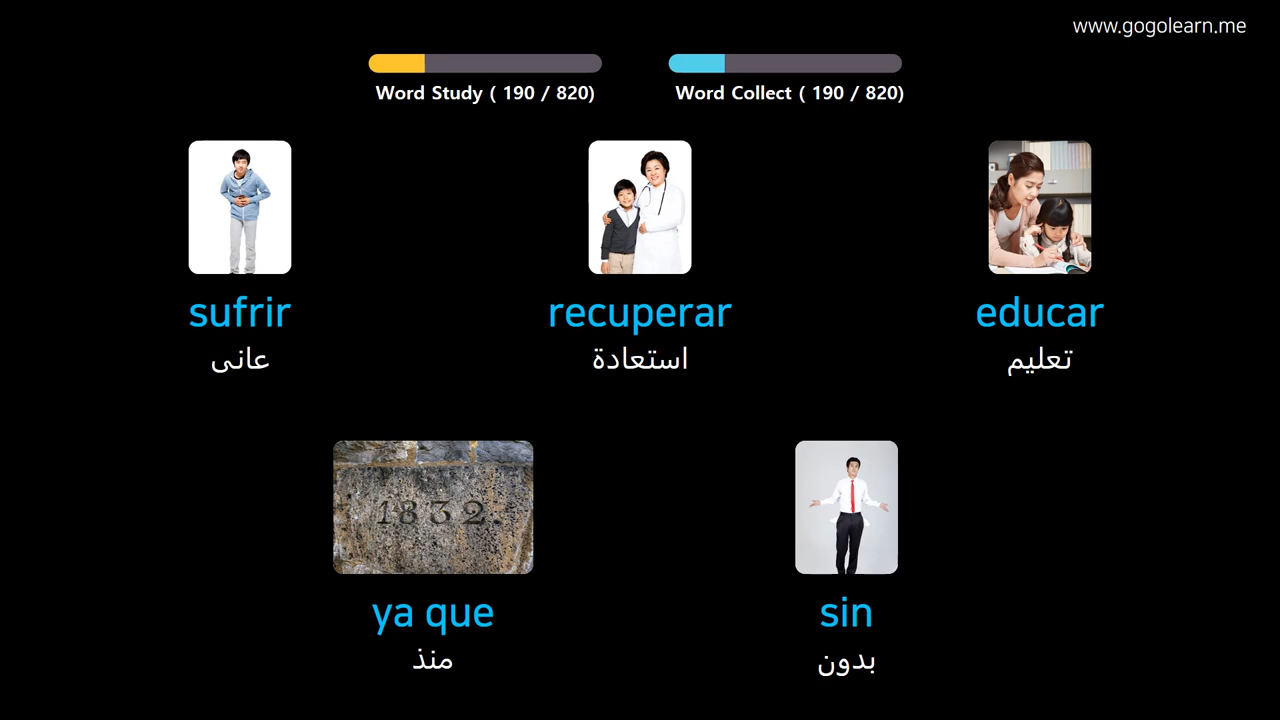 www.gogolearn.me
Word Study ( 190 / 820)
Word Collect ( 190 / 820)
sufrir
عانى
recuperar
استعادة
educar
تعليم
1832.
ya que
منذ
sin
بدون